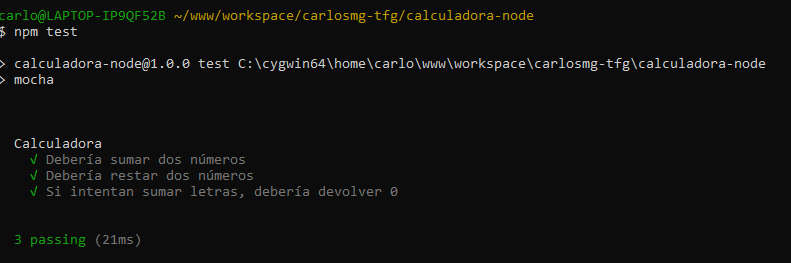 carlo@LAPTOP-IP9QF52B ~/www/workspace/carlosmg-tfg/calculadora-node
$ npm test
> calculadora-node@1.0.0 test C:\cygwin64\home\carlo\www\workspace\carlosmg-tfg\calculadora-node
> mocha
Calculadora
√ Debería sumar dos números
√ Debería restar dos números
√ Si intentan sumar letras, debería devolver 0
3 passing (21ms)